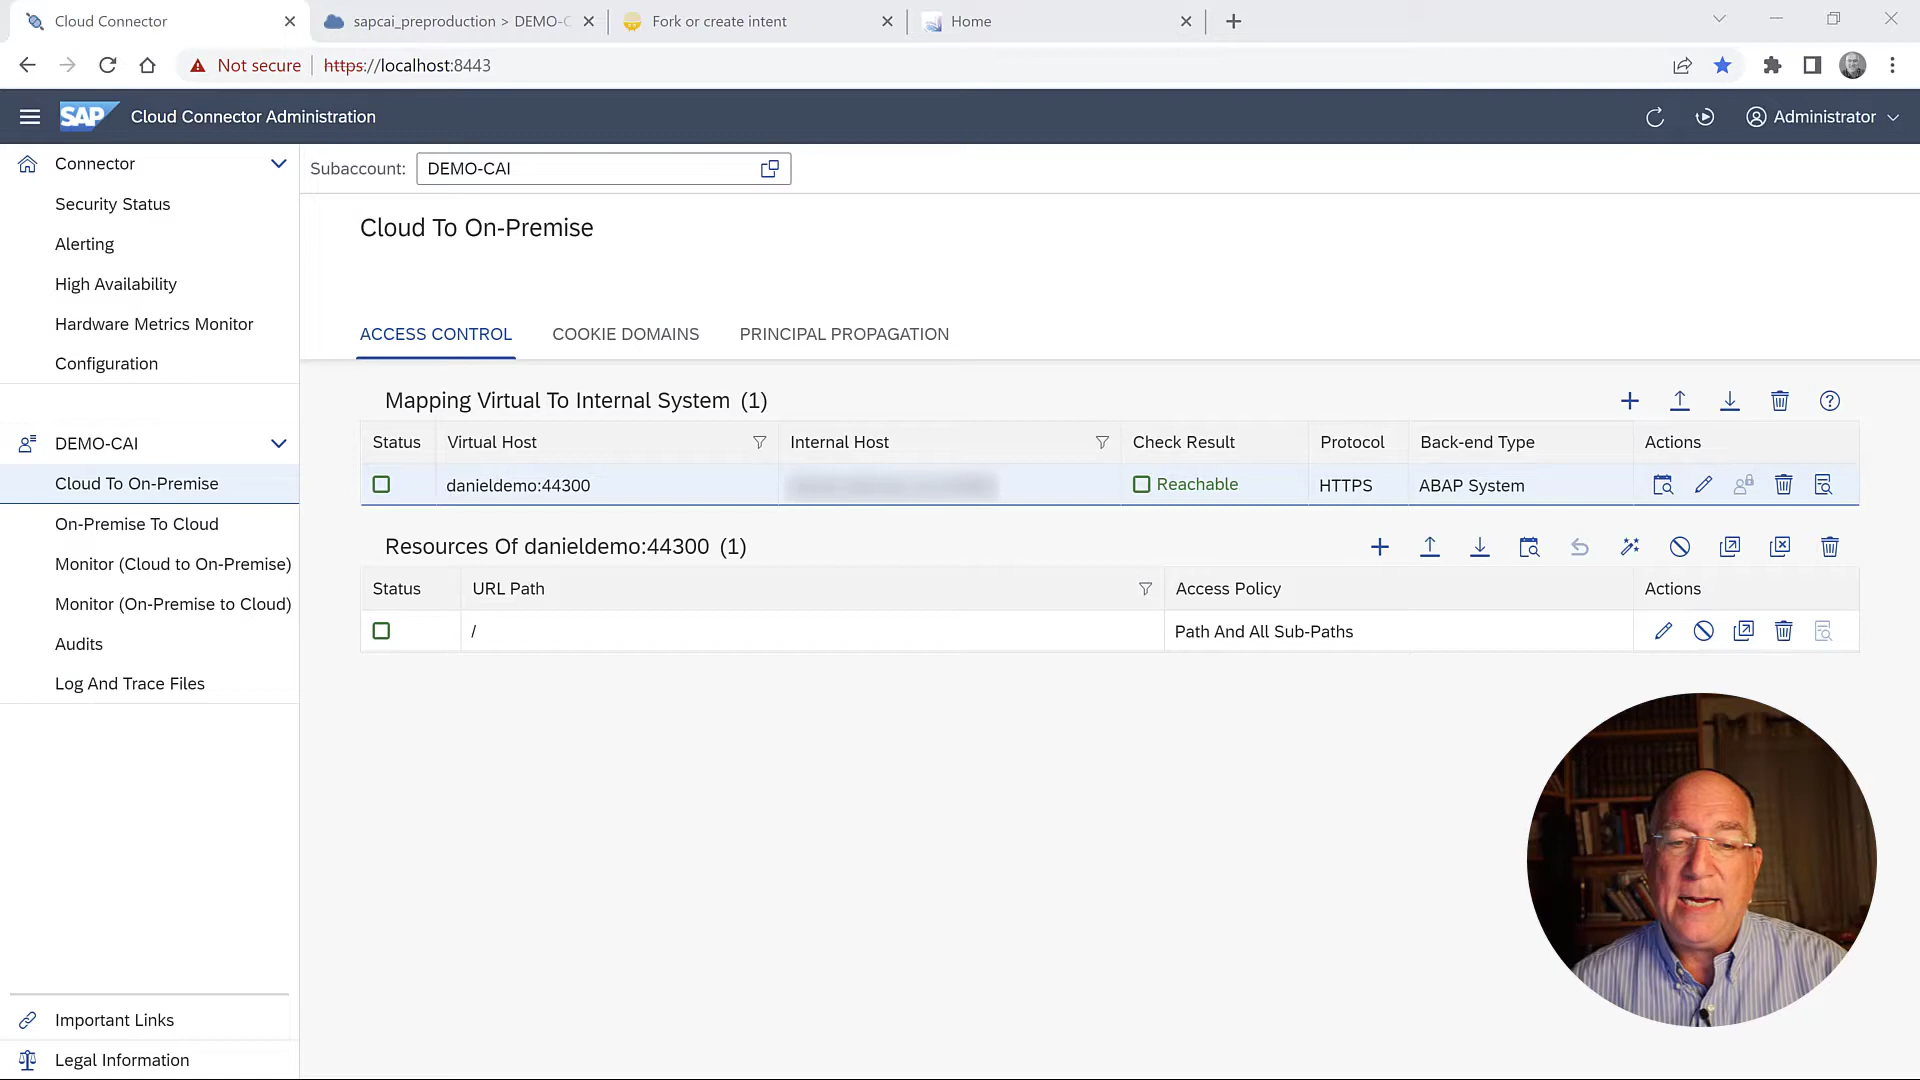 Cloud Connector
sapcai_preproduction > DEMO-C
Fork or create intent
Home
Not secure
https://localhost:8443
SAP
Cloud Connector Administration
Administrator
Connector
Security Status
Alerting
High Availability
Hardware Metrics Monitor
Configuration
DEMO-CAI
Cloud To On-Premise
On-Premise To Cloud
Monitor (Cloud to On-Premise)
Monitor (On-Premise to Cloud)
Audits
Log And Trace Files
Important Links
Legal Information
Subaccount: DEMO-CAI
Cloud To On-Premise
ACCESS CONTROL COOKIE DOMAINS PRINCIPAL PROPAGATION
Mapping Virtual To Internal System (1)
Status Virtual Host Internal Host Check Result Protocol Back-end Type Actions
danieldemo:44300 Reachable HTTPS ABAP System
Resources Of danieldemo:44300 (1)
Status URL Path Access Policy Actions
/ Path And All Sub-Paths